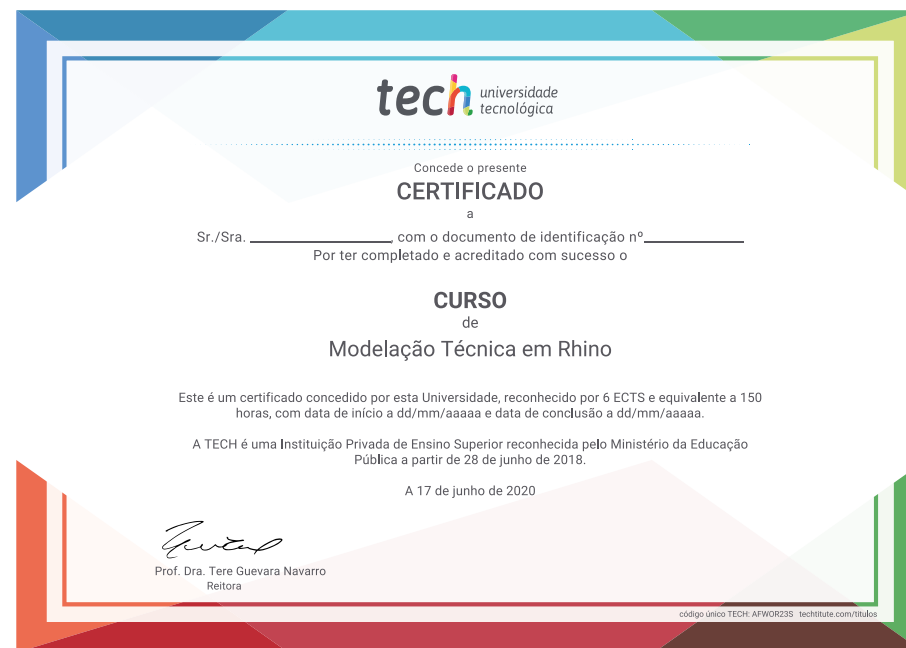 tech universidade
tecnológica
Concede o presente
CERTIFICADO
a
Sr./Sra. ____________________, com o documento de identificação nº______________
Por ter completado e acreditado com sucesso o
CURSO
de
Modelação Técnica em Rhino
Este é um certificado concedido por esta Universidade, reconhecido por 6 ECTS e equivalente a 150
horas, com data de início a dd/mm/aaaaa e data de conclusão a dd/mm/aaaaa.
A TECH é uma Instituição Privada de Ensino Superior reconhecida pelo Ministério da Educação
Pública a partir de 28 de junho de 2018.
A 17 de junho de 2020
Prof. Dra. Tere Guevara Navarro
Reitora
código único TECH: AFWOR23S techtitute.com/titulos